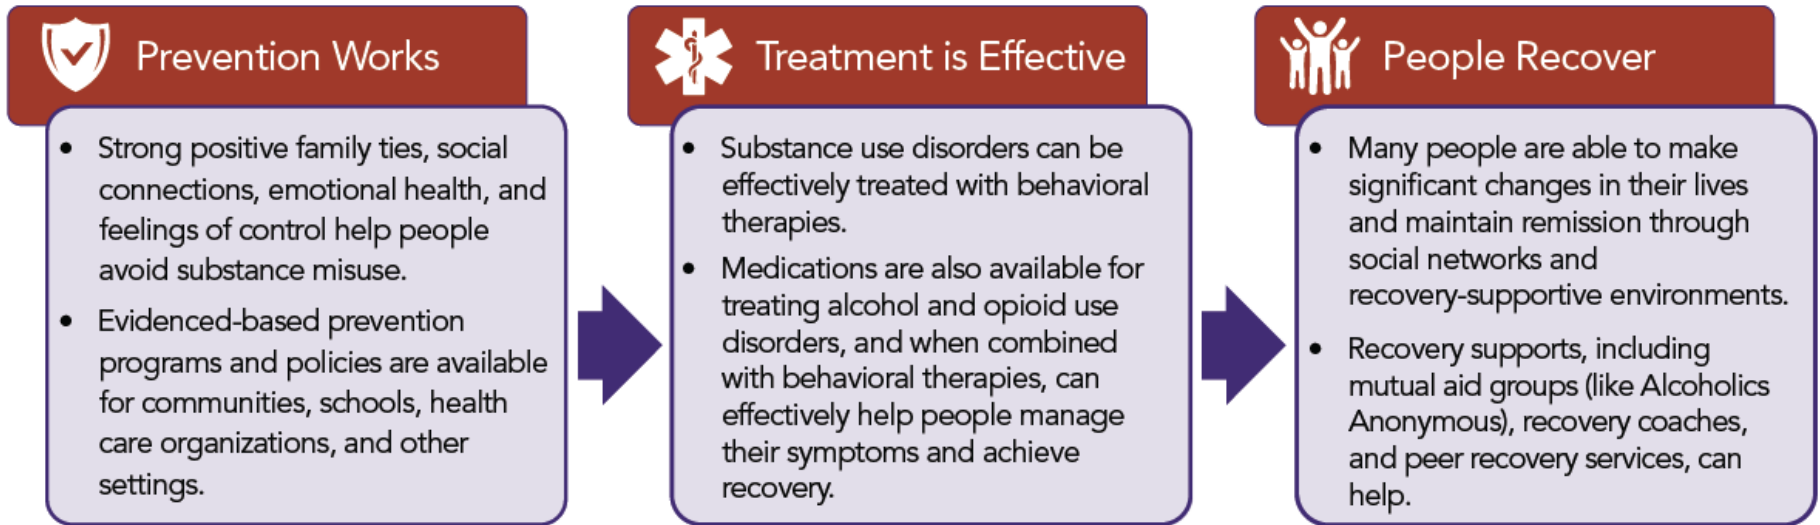 Prevention Works
• Strong positive family ties, social
connections, emotional health, and
feelings of control help people
avoid substance misuse.
• Evidenced-based prevention
programs and policies are available
for communities, schools, health
care organizations, and other
settings.
Treatment is Effective
• Substance use disorders can be
effectively treated with behavioral
therapies.
• Medications are also available for
treating alcohol and opioid use
disorders, and when combined
with behavioral therapies, can
effectively help people manage
their symptoms and achieve
recovery.
People Recover
• Many people are able to make
significant changes in their lives
and maintain remission through
social networks and
recovery-supportive environments.
• Recovery supports, including
mutual aid groups (like Alcoholics
Anonymous), recovery coaches,
and peer recovery services, can
help.